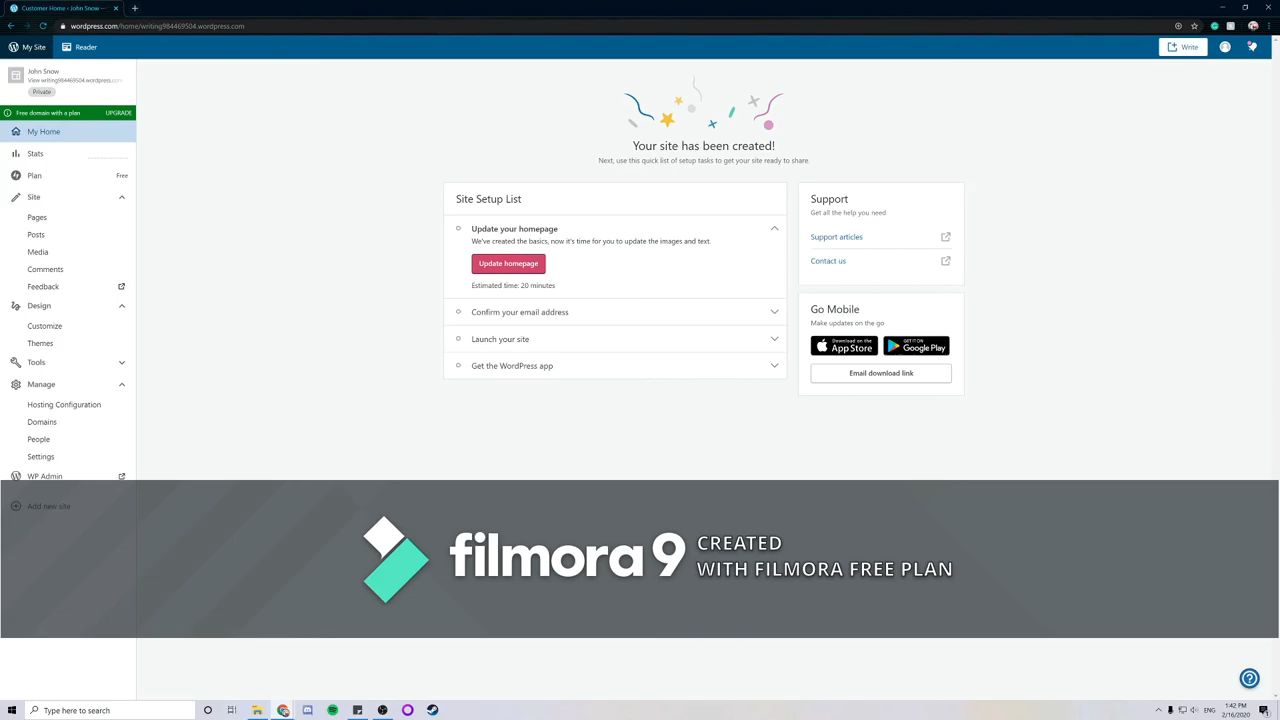 Customer Home ‹ John Snow —
wordpress.com/home/writing984469504.wordpress.com
My Site
Reader
Write
John Snow
View writing984469504.wordpress.com
Private
Free domain with a plan
UPGRADE
My Home
Stats
Plan
Free
Site
Pages
Posts
Media
Comments
Feedback
Design
Customize
Themes
Tools
Manage
Hosting Configuration
Domains
People
Settings
WP Admin
Add new site
Your site has been created!
Next, use this quick list of setup tasks to get your site ready to share.
Site Setup List
Update your homepage
We've created the basics, now it's time for you to update the images and text.
Update homepage
Estimated time: 20 minutes
Confirm your email address
Launch your site
Get the WordPress app
Support
Get all the help you need
Support articles
Contact us
Go Mobile
Make updates on the go
Download on the
App Store
GET IT ON
Google Play
Email download link
filmora 9
CREATED
WITH FILMORA FREE PLAN
Type here to search
ENG
1:42 PM
2/16/2020